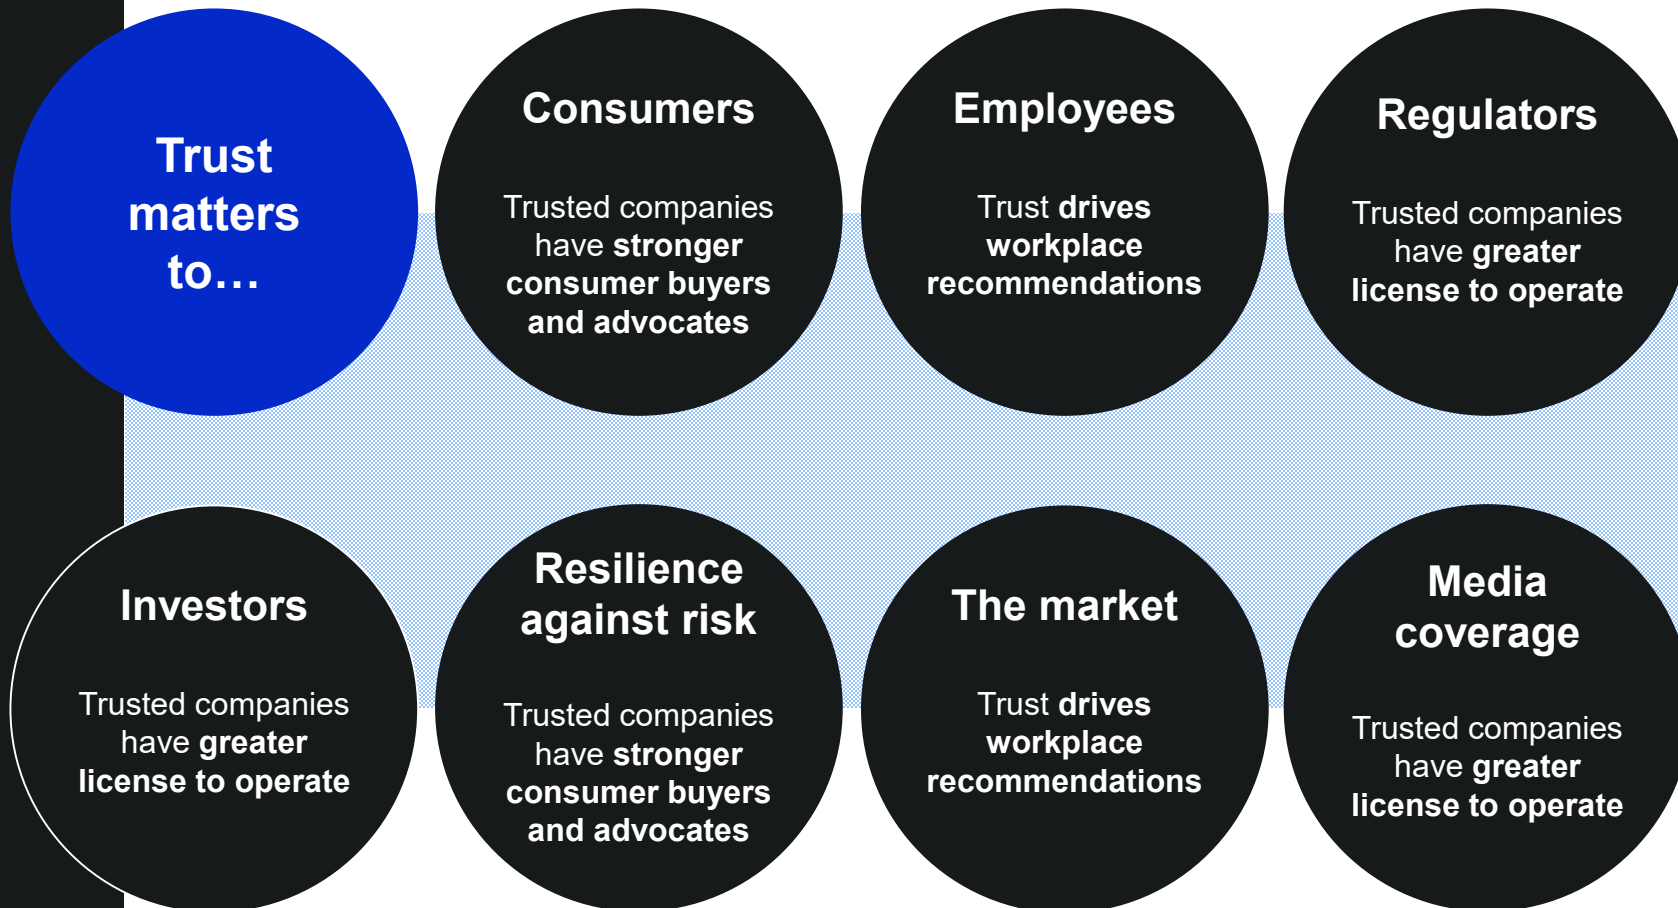 Trust
matters
to…
Consumers
Trusted companies
have stronger
consumer buyers
and advocates
Employees
Trust drives
workplace
recommendations
Regulators
Trusted companies
have greater
license to operate
Investors
Trusted companies
have greater
license to operate
Resilience
against risk
Trusted companies
have stronger
consumer buyers
and advocates
The market
Trust drives
workplace
recommendations
Media
coverage
Trusted companies
have greater
license to operate